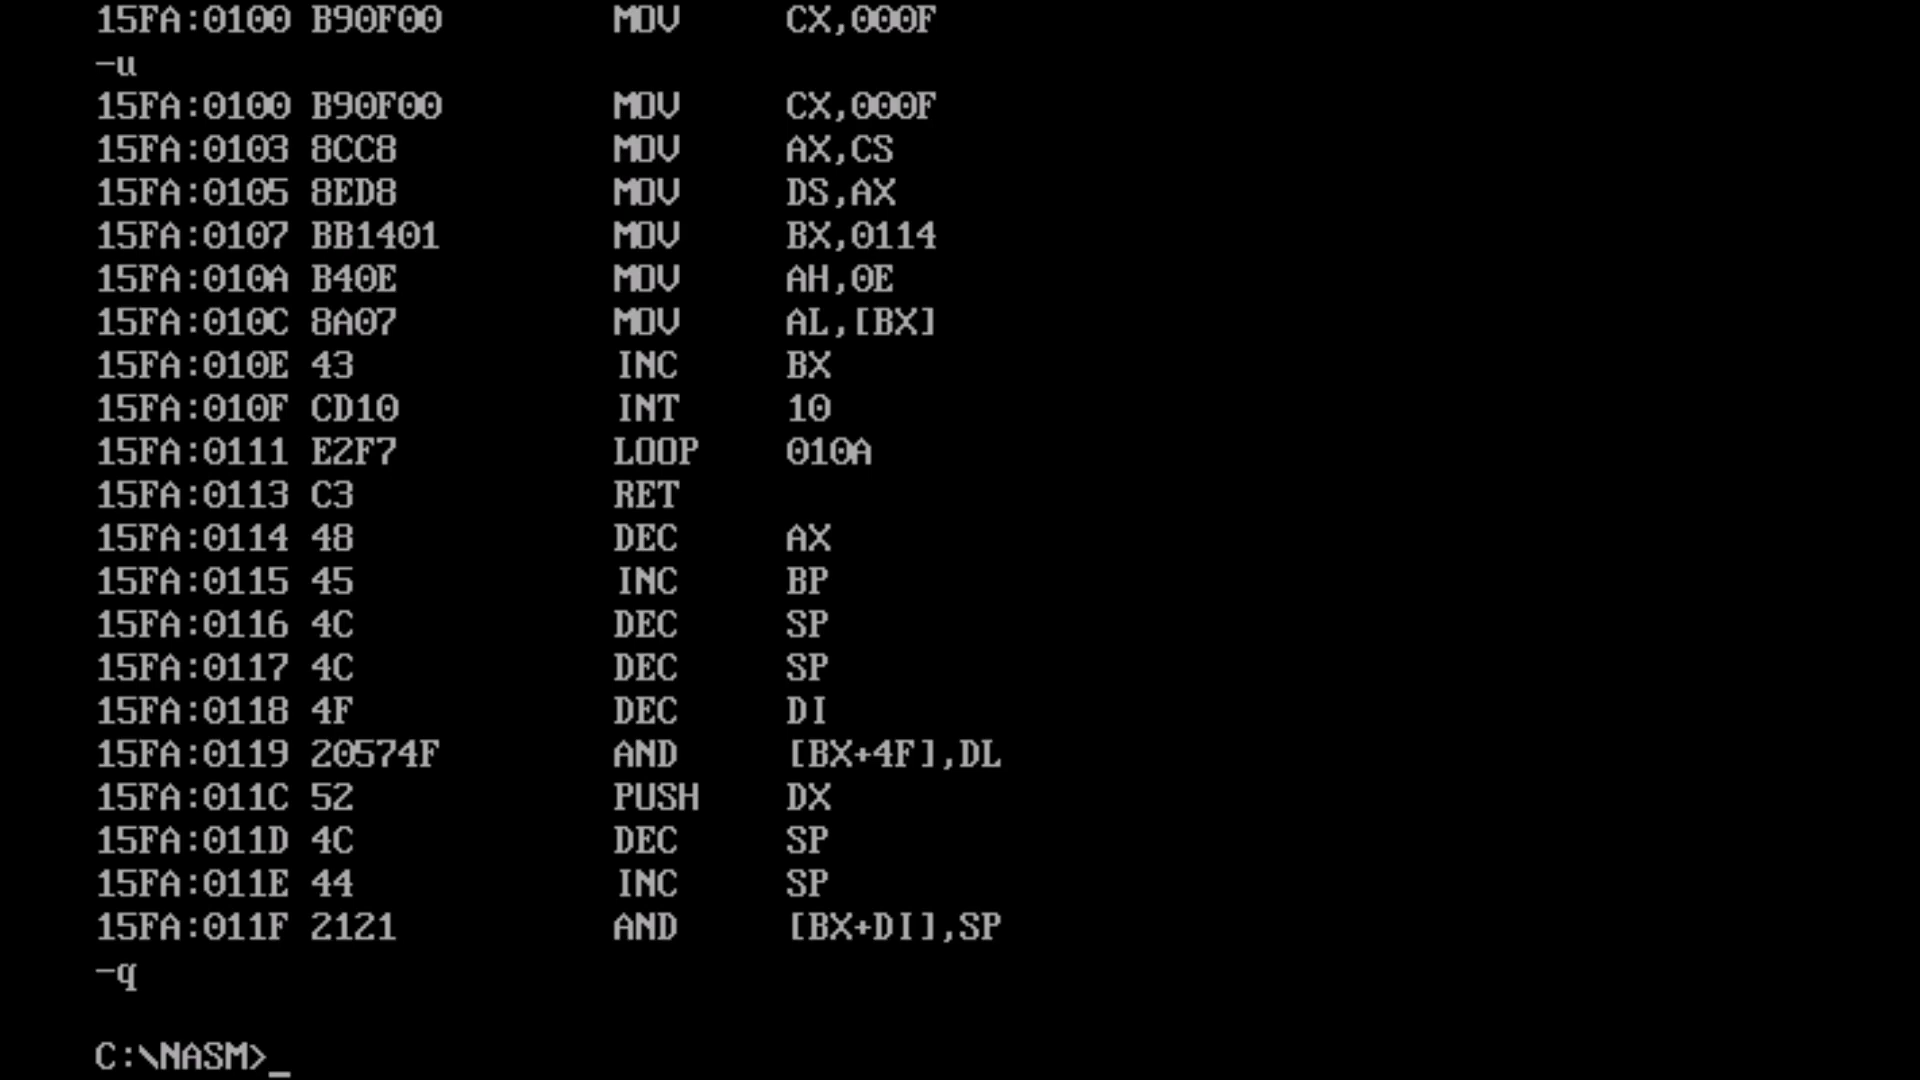 15FA:0100 B90F00 MOV CX,000F
-u
15FA:0100 B90F00 MOV CX,000F
15FA:0103 8CC8 MOV AX,CS
15FA:0105 8ED8 MOV DS,AX
15FA:0107 BB1401 MOV BX,0114
15FA:010A B40E MOV AH,0E
15FA:010C 8A07 MOV AL,[BX]
15FA:010E 43 INC BX
15FA:010F CD10 INT 10
15FA:0111 E2F7 LOOP 010A
15FA:0113 C3 RET
15FA:0114 48 DEC AX
15FA:0115 45 INC BP
15FA:0116 4C DEC SP
15FA:0117 4C DEC SP
15FA:0118 4F DEC DI
15FA:0119 20574F AND [BX+4F],DL
15FA:011C 52 PUSH DX
15FA:011D 4C DEC SP
15FA:011E 44 INC SP
15FA:011F 2121 AND [BX+DI],SP
-q
C:\NASM>_